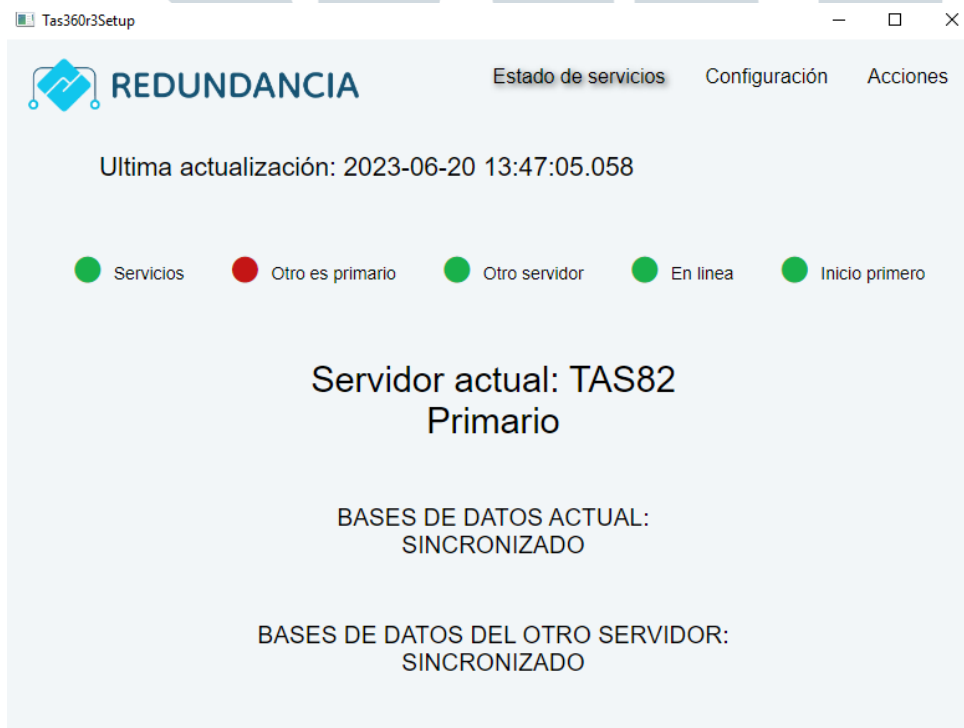 Tas360r3Setup
REDUNDANCIA
Estado de servicios Configuración Acciones
Ultima actualización: 2023-06-20 13:47:05.058
Servicios Otro es primario Otro servidor En linea Inicio primero
Servidor actual: TAS82
Primario
BASES DE DATOS ACTUAL:
SINCRONIZADO
BASES DE DATOS DEL OTRO SERVIDOR:
SINCRONIZADO